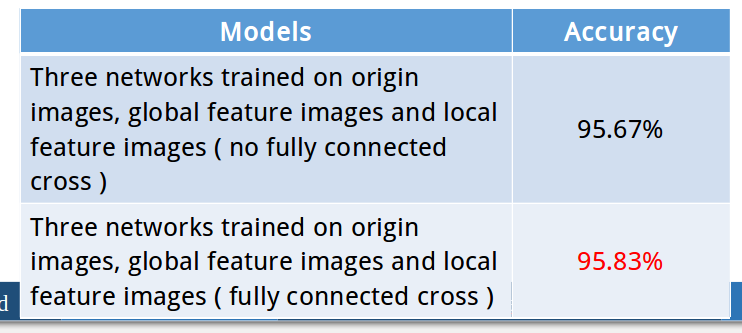 Models Accuracy
Three networks trained on origin
images, global feature images and local
feature images ( no fully connected
cross )
95.67%
Three networks trained on origin
images, global feature images and local
feature images ( fully connected cross )
95.83%
d